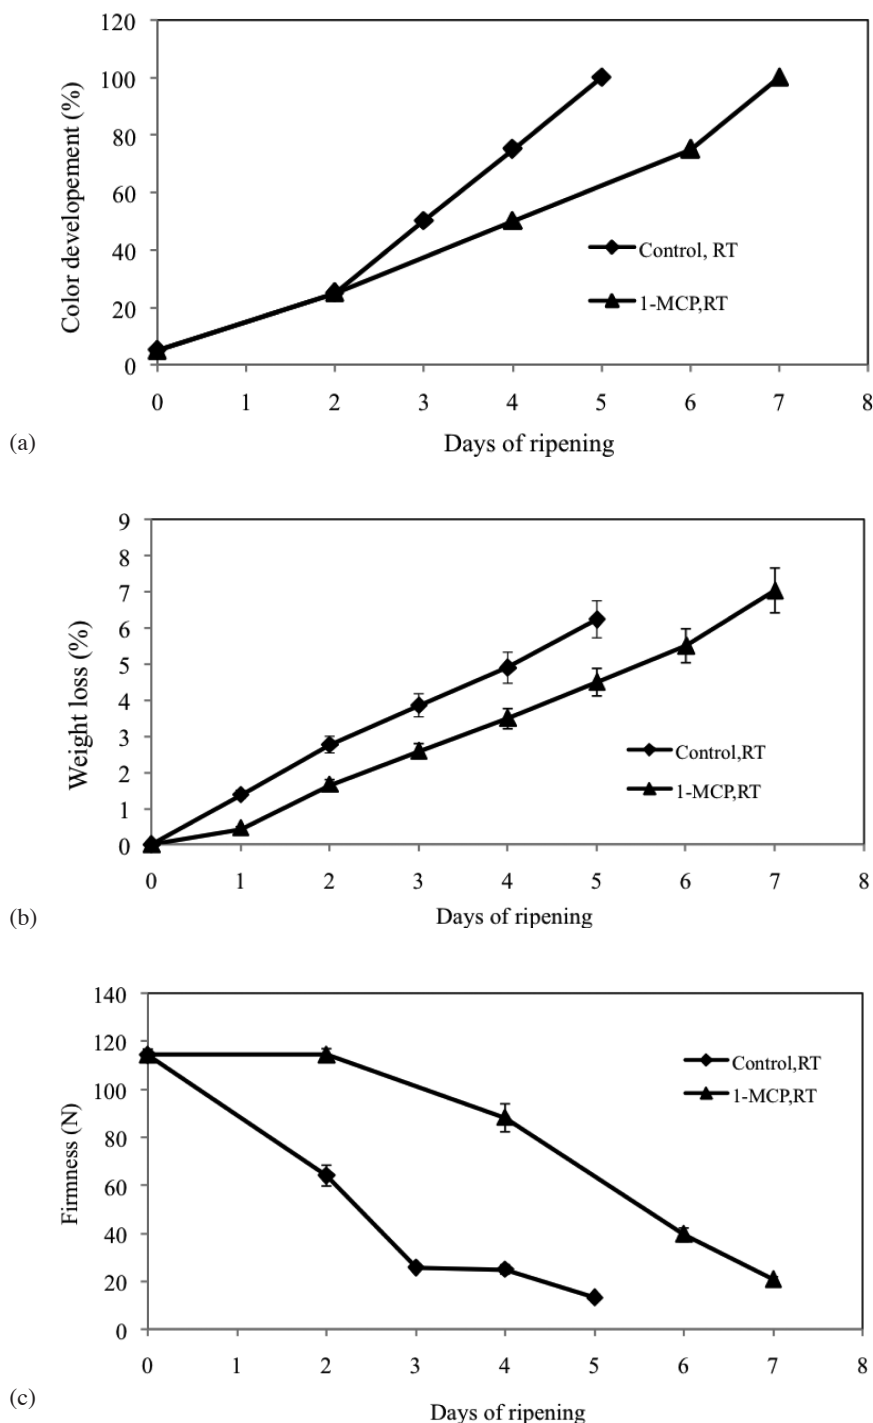 120
100
80
60
40
20
0
Color developement (%)
Control, RT
1-MCP,RT
0 1 2 3 4 5 6 7 8
Days of ripening
(a)
9
8
7
6
5
4
3
2
1
0
Weight loss (%)
Control,RT
1-MCP,RT
0 1 2 3 4 5 6 7 8
Days of ripening
(b)
140
120
100
80
60
40
20
0
Firmness (N)
Control,RT
1-MCP,RT
0 1 2 3 4 5 6 7 8
Days of ripening
(c)